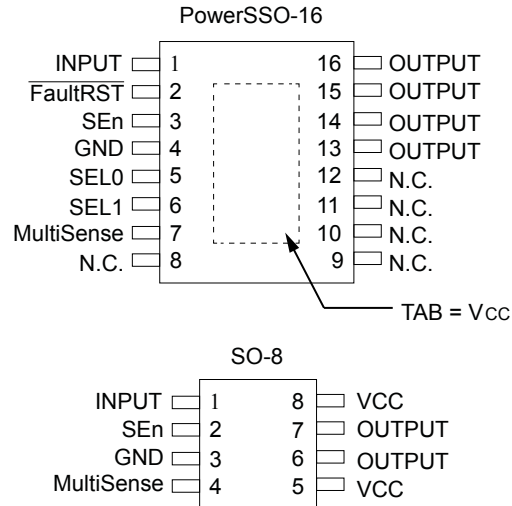 PowerSSO-16
INPUT 1 16 OUTPUT
FaultRST 2 15 OUTPUT
SEn 3 14 OUTPUT
GND 4 13 OUTPUT
SEL0 5 12 N.C.
SEL1 6 11 N.C.
MultiSense 7 10 N.C.
N.C. 8 9 N.C.
TAB = VCC
SO-8
INPUT 1 8 VCC
SEn 2 7 OUTPUT
GND 3 6 OUTPUT
MultiSense 4 5 VCC